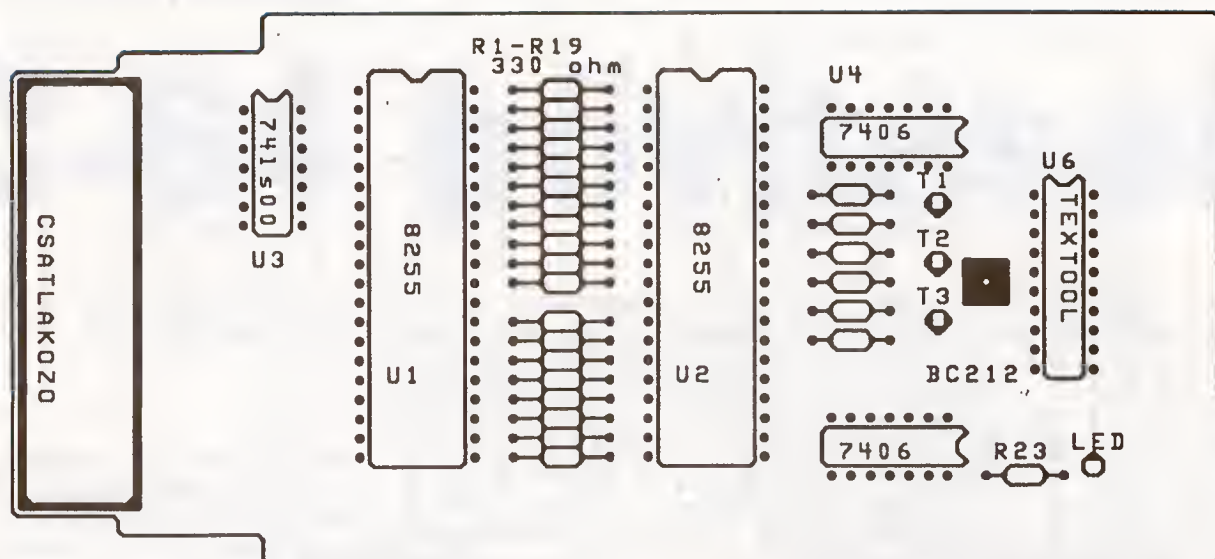 CSATLAKOZO
74ls00
U3
8255
U1
R1-R19
330 ohm
8255
U2
U4
7406
T1
T2
T3
BC212
U6
TEXTOOL
7406
R23
LED